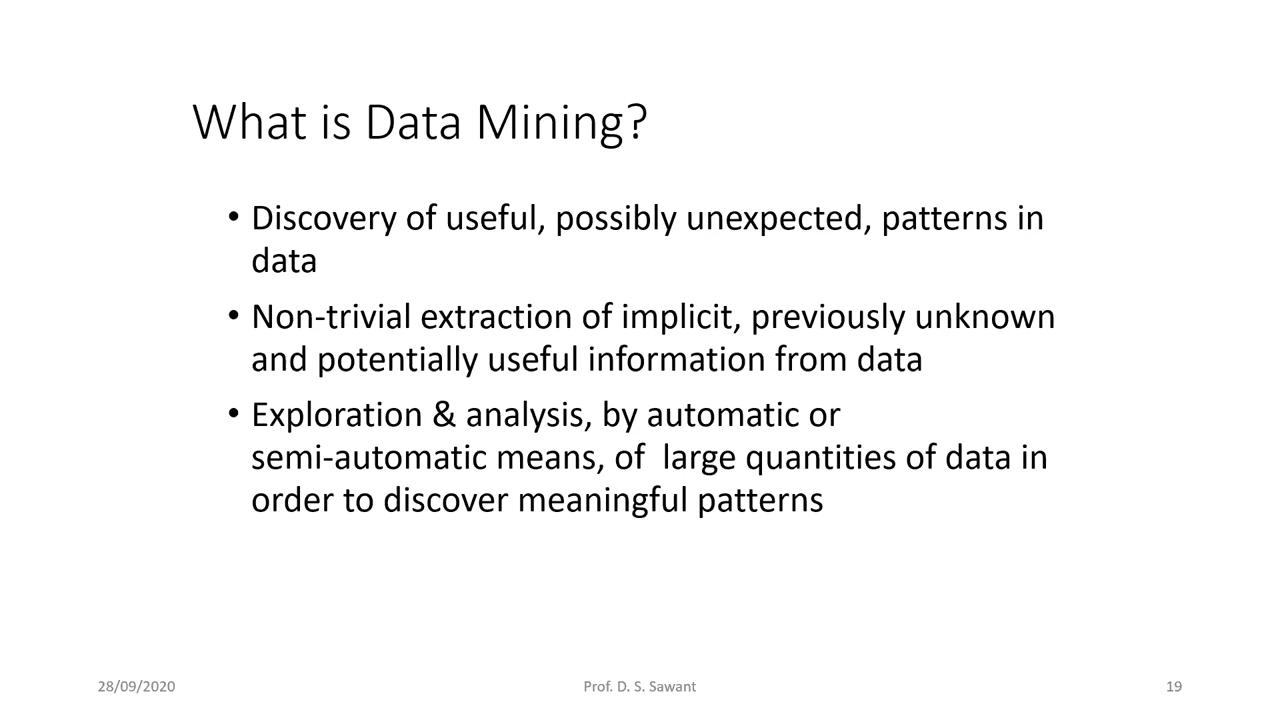 What is Data Mining?
• Discovery of useful, possibly unexpected, patterns in
data
• Non-trivial extraction of implicit, previously unknown
and potentially useful information from data
• Exploration & analysis, by automatic or
semi-automatic means, of  large quantities of data in
order to discover meaningful patterns
28/09/2020
Prof. D. S. Sawant
19